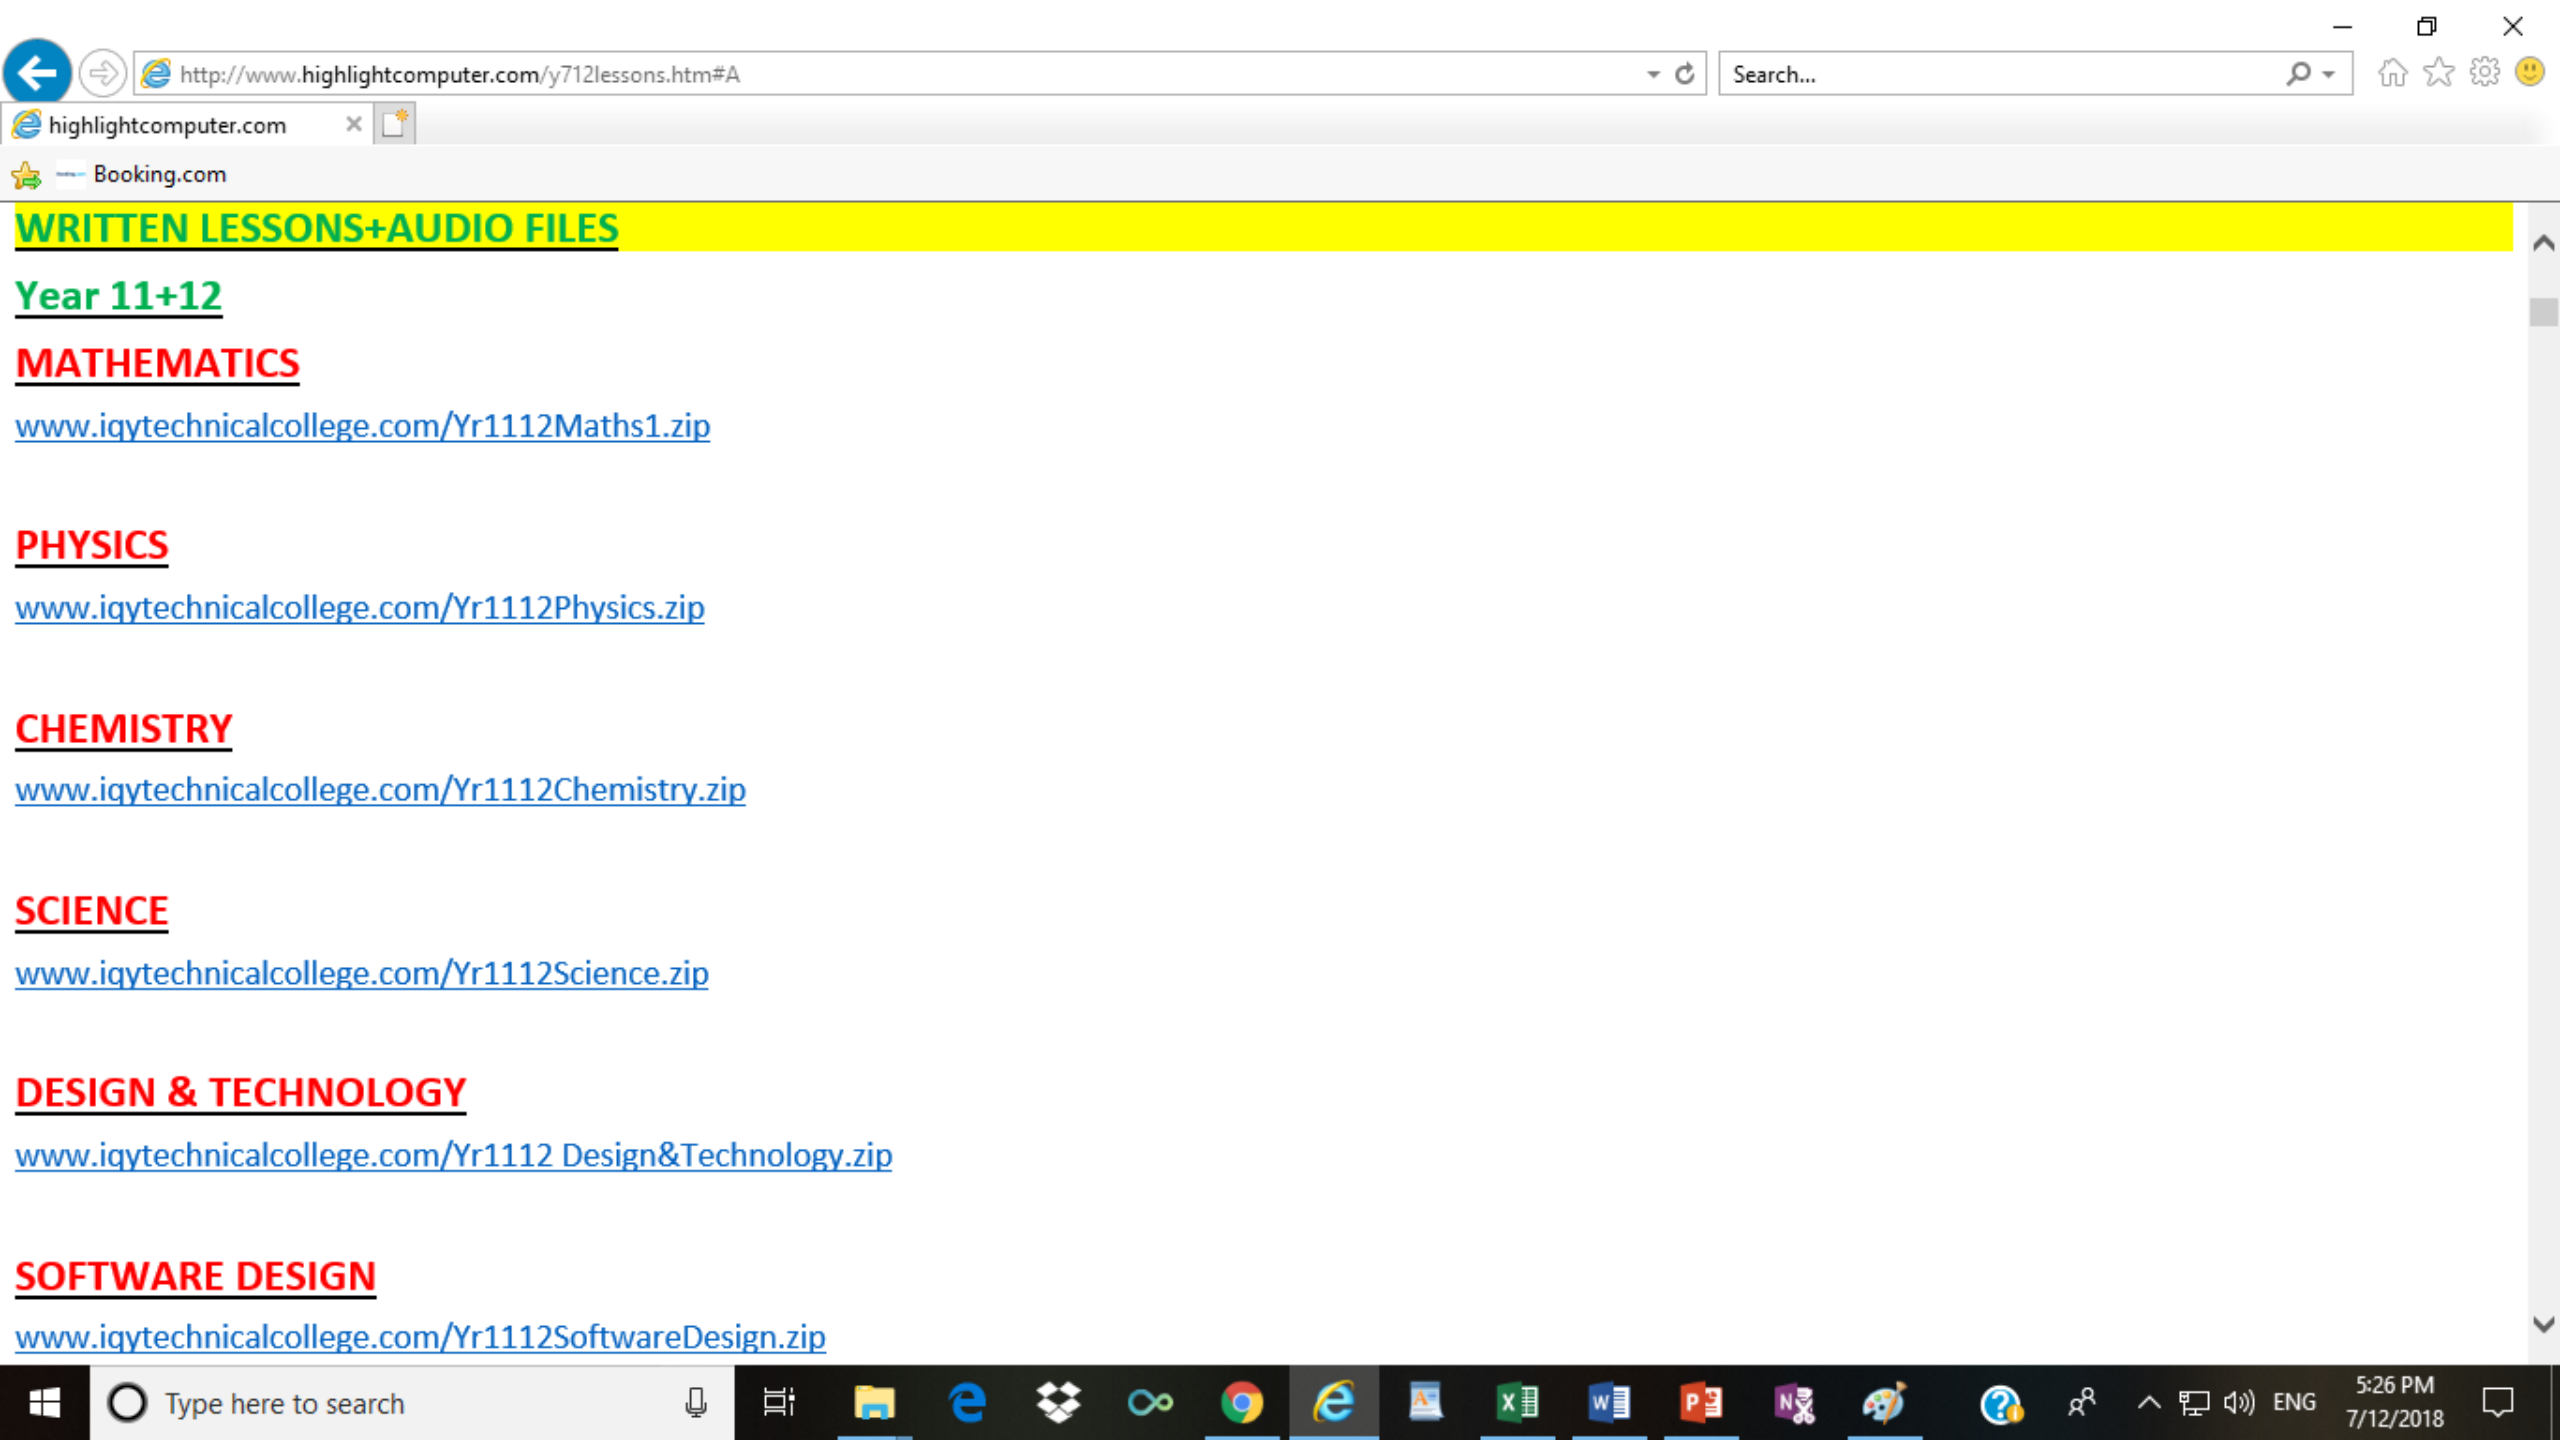 http://www.highlightcomputer.com/y712lessons.htm#A
Search...
highlightcomputer.com
Booking.com
WRITTEN LESSONS+AUDIO FILES
Year 11+12
MATHEMATICS
www.iqytechnicalcollege.com/Yr1112Maths1.zip
PHYSICS
www.iqytechnicalcollege.com/Yr1112Physics.zip
CHEMISTRY
www.iqytechnicalcollege.com/Yr1112Chemistry.zip
SCIENCE
www.iqytechnicalcollege.com/Yr1112Science.zip
DESIGN & TECHNOLOGY
www.iqytechnicalcollege.com/Yr1112 Design&Technology.zip
SOFTWARE DESIGN
www.iqytechnicalcollege.com/Yr1112SoftwareDesign.zip
Type here to search
ENG
5:26 PM
7/12/2018